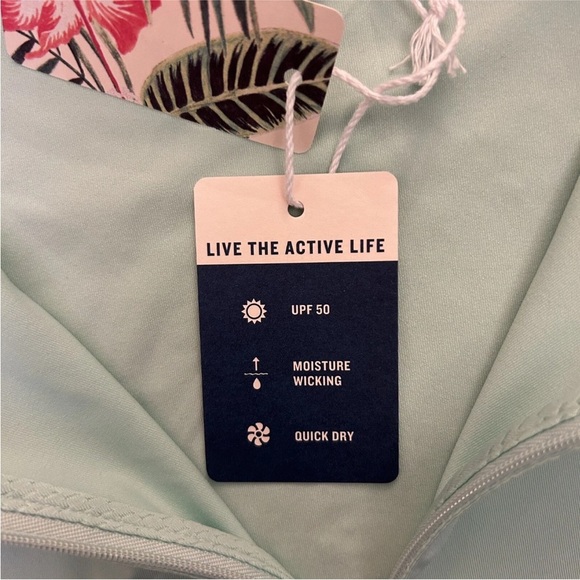 LIVE THE ACTIVE LIFE
UPF 50
MOISTURE
WICKING
QUICK DRY